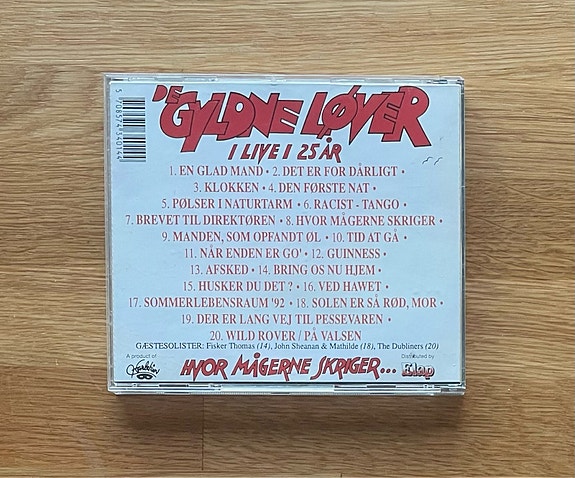 DE
GYLDNE LØVER
I LIVE I 25 ÅR
1. EN GLAD MAND • 2. DET ER FOR DÅRLIGT •
3. KLOKKEN • 4. DEN FØRSTE NAT •
5. PØLSER I NATURTARM • 6. RACIST - TANGO •
7. BREVET TIL DIREKTØREN • 8. HVOR MÅGERNE SKRIGER •
9. MANDEN, SOM OPFANDT ØL • 10. TID AT GÅ •
11. NÅR ENDEN ER GO' • 12. GUINNESS •
13. AFSKED • 14. BRING OS NU HJEM •
15. HUSKER DU DET ? • 16. VED HAWET •
17. SOMMERLEBENSRAUM '92 • 18. SOLEN ER SÅ RØD, MOR •
19. DER ER LANG VEJ TIL PESSEVAREN •
20. WILD ROVER / PÅ VALSEN
GÆSTESOLISTER: Fisker Thomas (14), John Sheanan & Mathilde (18), The Dubliners (20)
A product of
HVOR MÅGERNE SKRIGER...
Distributed by
Elap
5 708574 340144